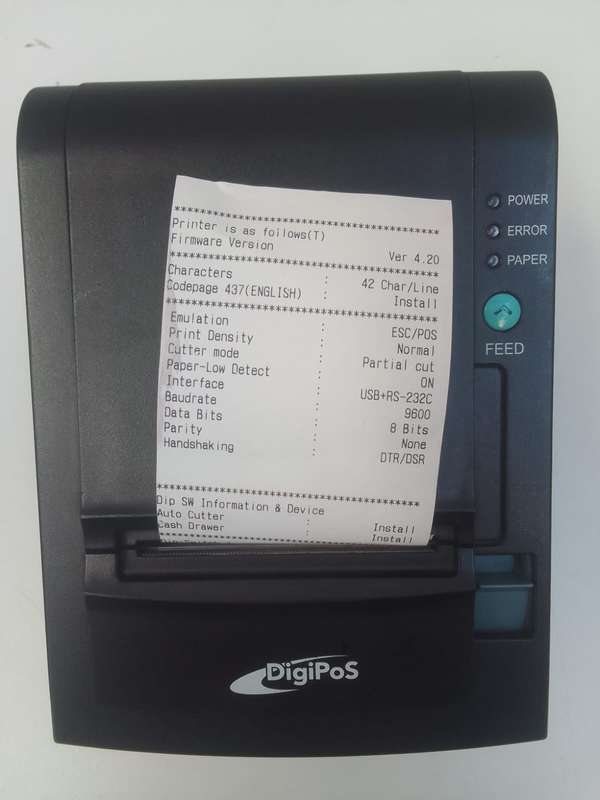 ****************************************
Printer is as follows(T)
Firmware Version Ver 4.20
****************************************
Characters : 42 Char/Line
Codepage 437(ENGLISH) : Install
****************************************
Emulation : ESC/POS
Print Density : Normal
Cutter mode : Partial cut
Paper-Low Detect : ON
Interface : USB+RS-232C
Baudrate : 9600
Data Bits : 8 Bits
Parity : None
Handshaking : DTR/DSR
****************************************
Dip SW Information & Device
Auto Cutter : Install
Cash Drawer : Install
****************************************
POWER
ERROR
PAPER
FEED
DigiPoS